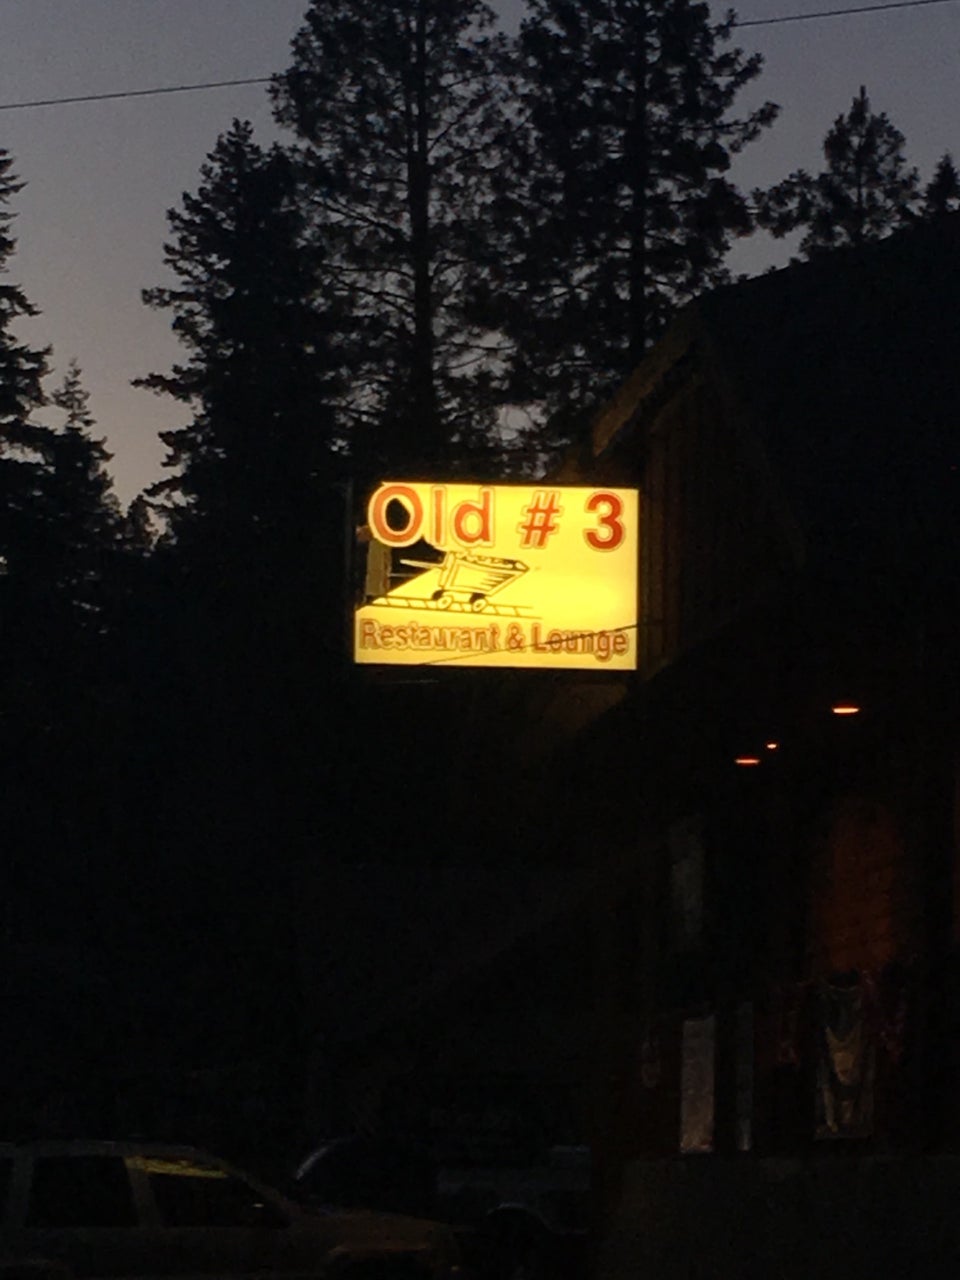 Old # 3
Restaurant & Lounge